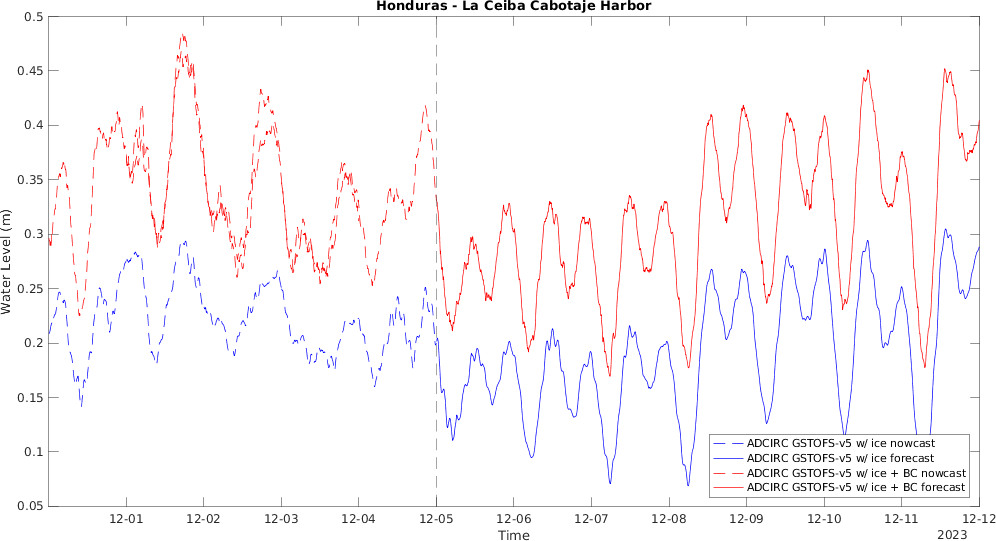 Honduras - La Ceiba Cabotaje Harbor
0.5
0.45
0.4
0.35
0.3
0.25
0.2
0.15
0.1
0.05
Water Level (m)
ADCIRC GSTOFS-v5 w/ ice nowcast
ADCIRC GSTOFS-v5 w/ ice forecast
ADCIRC GSTOFS-v5 w/ ice + BC nowcast
ADCIRC GSTOFS-v5 w/ ice + BC forecast
12-01 12-02 12-03 12-04 12-05 12-06 12-07 12-08 12-09 12-10 12-11 12-12
Time
2023